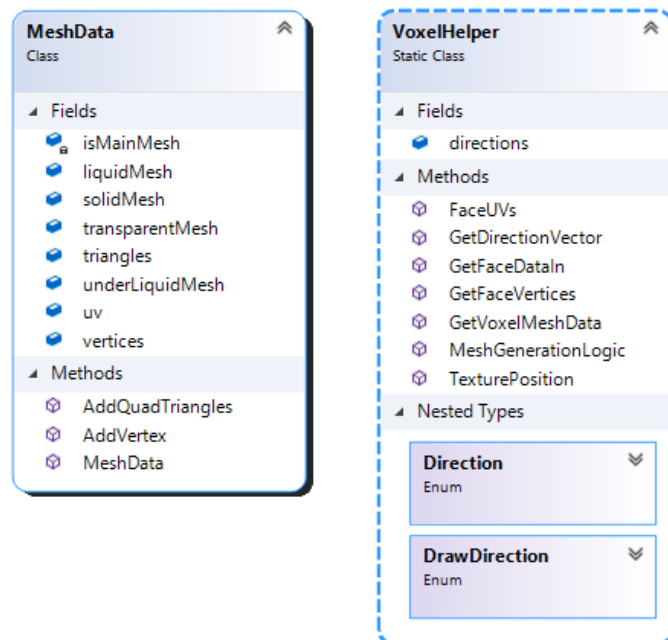 MeshData
Class
Fields
isMainMesh
liquidMesh
solidMesh
transparentMesh
triangles
underLiquidMesh
uv
vertices
Methods
AddQuadTriangles
AddVertex
MeshData
VoxelHelper
Static Class
Fields
directions
Methods
FaceUVs
GetDirectionVector
GetFaceDataIn
GetFaceVertices
GetVoxelMeshData
MeshGenerationLogic
TexturePosition
Nested Types
Direction
Enum
DrawDirection
Enum